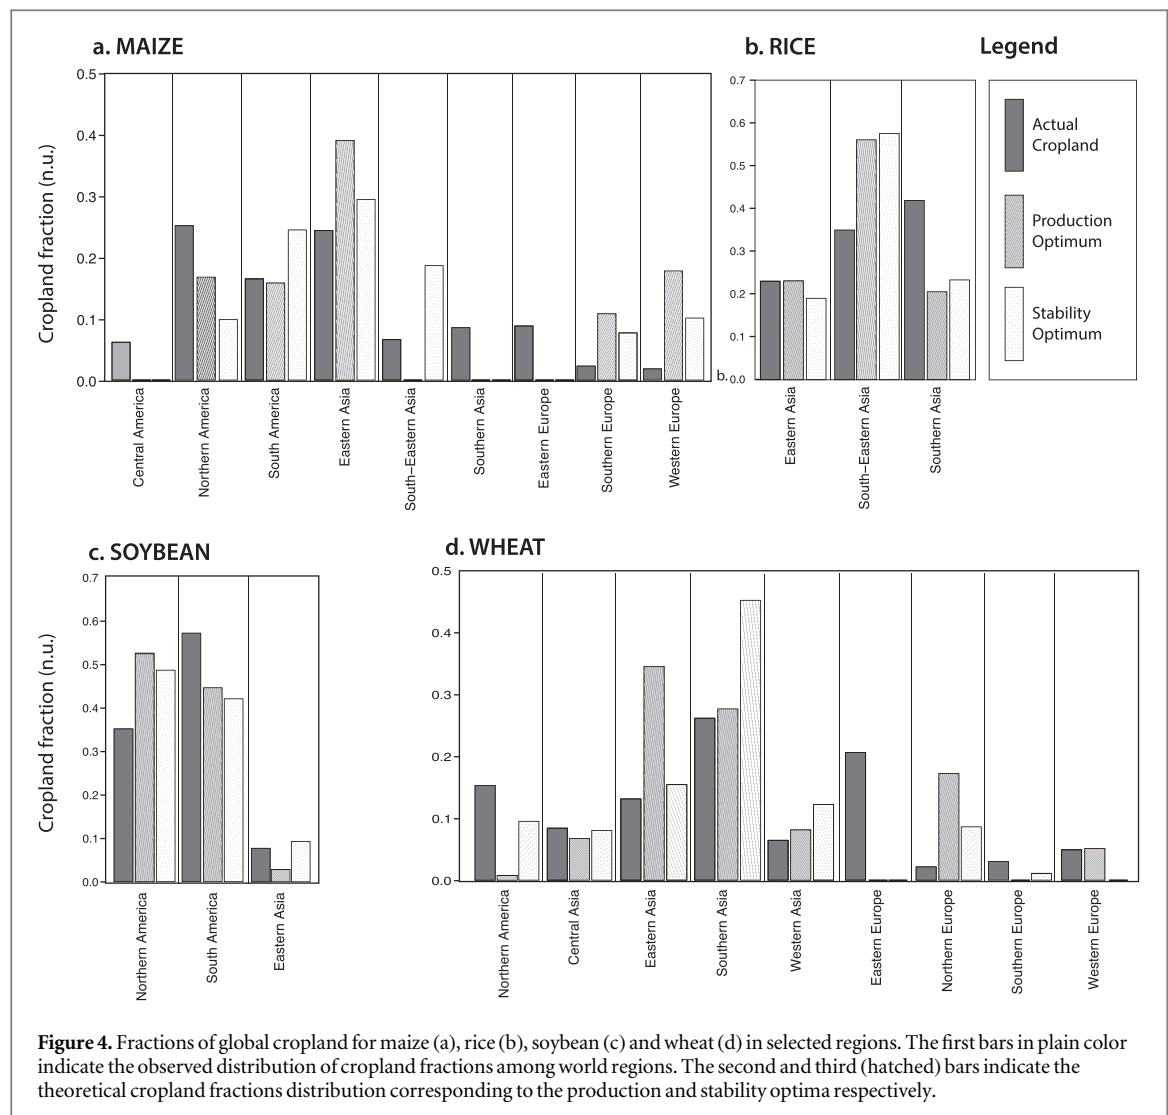 a. MAIZE
b. RICE
Legend
Cropland fraction (n.u.)
0.5
0.4
0.3
0.2
0.1
0.0
Central America
Northern America
South America
Eastern Asia
South−Eastern Asia
Southern Asia
Eastern Europe
Southern Europe
Western Europe
0.7
0.6
0.5
0.4
0.3
0.2
0.1
b. 0.0
Eastern Asia
South−Eastern Asia
Southern Asia
Actual
Cropland
Production
Optimum
Stability
Optimum
c. SOYBEAN
d. WHEAT
Cropland fraction (n.u.)
0.7
0.6
0.5
0.4
0.3
0.2
0.1
0.0
Northern America
South America
Eastern Asia
0.5
0.4
0.3
0.2
0.1
0.0
Northern America
Central Asia
Eastern Asia
Southern Asia
Western Asia
Eastern Europe
Northern Europe
Southern Europe
Western Europe
Figure 4. Fractions of global cropland for maize (a), rice (b), soybean (c) and wheat (d) in selected regions. The first bars in plain color
indicate the observed distribution of cropland fractions among world regions. The second and third (hatched) bars indicate the
theoretical cropland fractions distribution corresponding to the production and stability optima respectively.